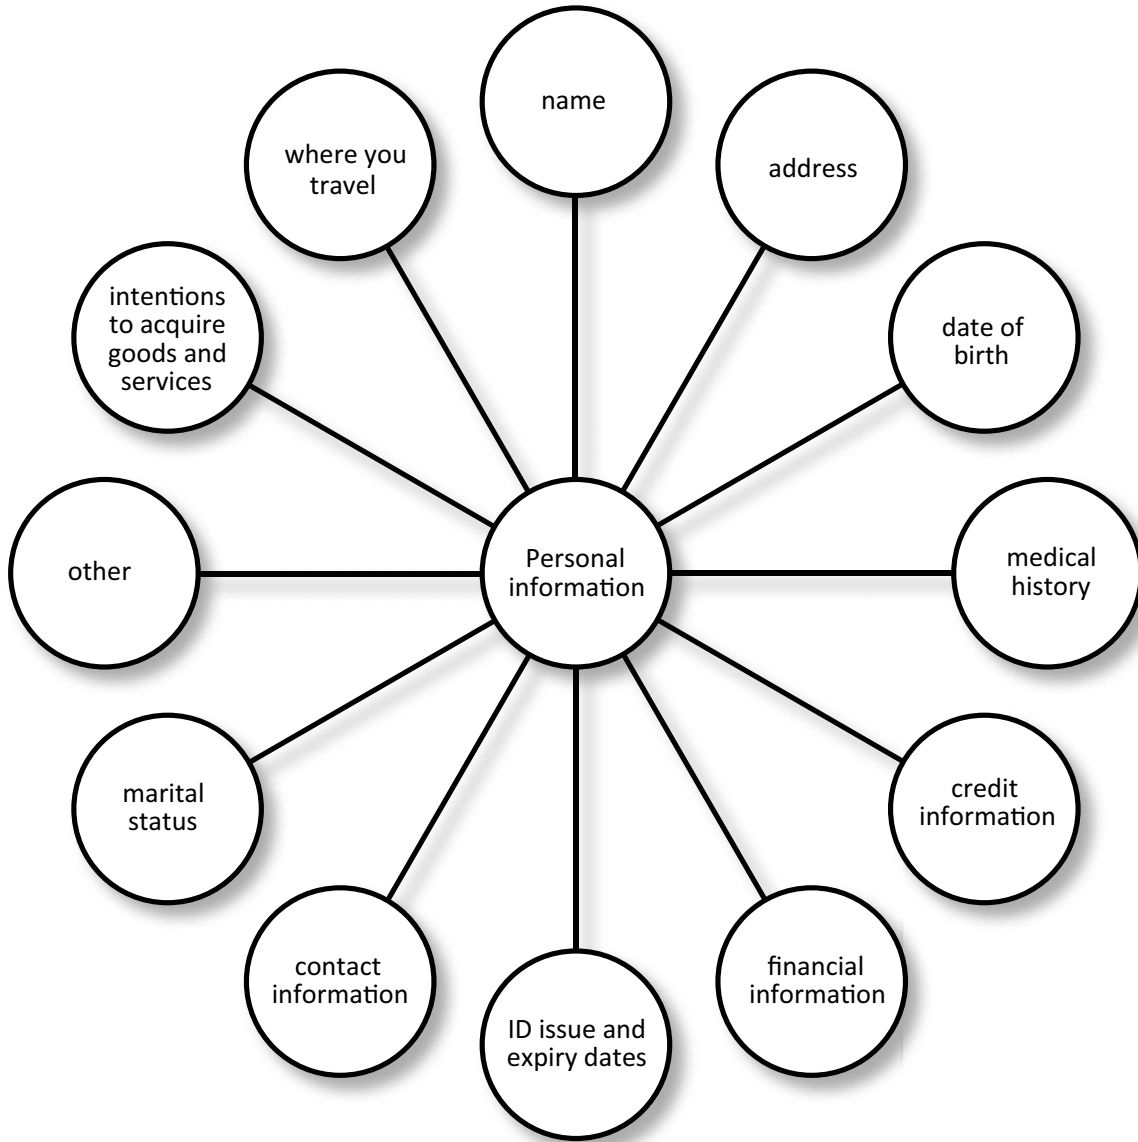 name
address
date of
birth
medical
history
credit
information
financial
information
ID issue and
expiry dates
contact
information
marital
status
other
intentions
to acquire
goods and
services
where you
travel
Personal
information